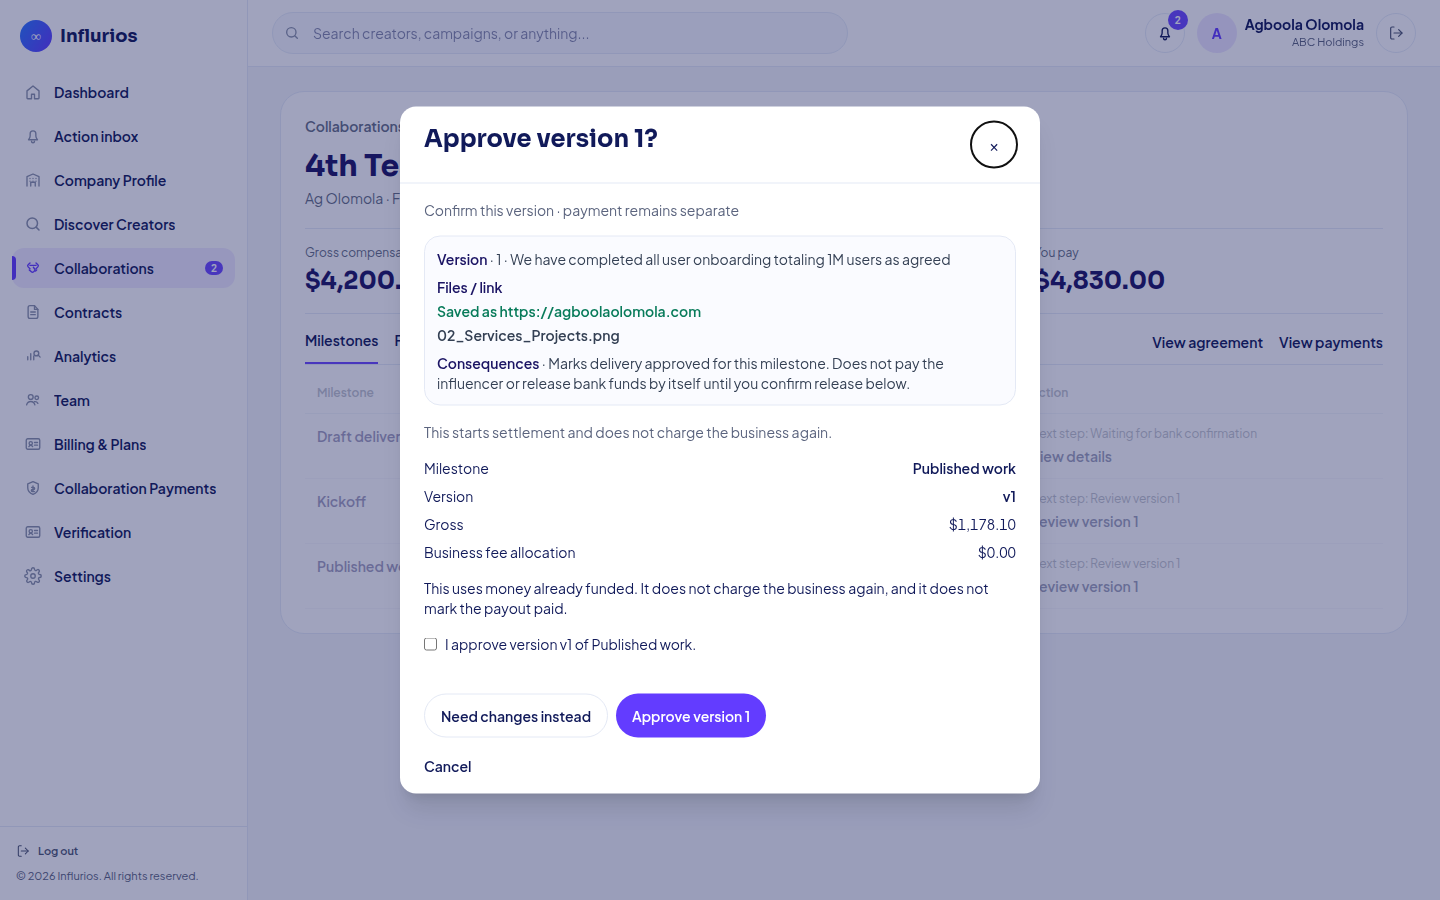 Influrios
Dashboard
Action inbox
Company Profile
Discover Creators
Collaborations 2
Contracts
Analytics
Team
Billing & Plans
Collaboration Payments
Verification
Settings
Log out
© 2026 Influrios. All rights reserved.
Search creators, campaigns, or anything...
2
A
Agboola Olomola
ABC Holdings
Collaborations
4th Te
Ag Olomola · F
Gross compensa
$4,200.
You pay
$4,830.00
Milestones
View agreement View payments
Milestone
ction
Draft deliver
ext step: Waiting for bank confirmation
iew details
Kickoff
ext step: Review version 1
eview version 1
Published wo
ext step: Review version 1
eview version 1
Approve version 1?
×
Confirm this version · payment remains separate
Version · 1 · We have completed all user onboarding totaling 1M users as agreed
Files / link
Saved as https://agboolaolomola.com
02_Services_Projects.png
Consequences · Marks delivery approved for this milestone. Does not pay the
influencer or release bank funds by itself until you confirm release below.
This starts settlement and does not charge the business again.
Milestone Published work
Version v1
Gross $1,178.10
Business fee allocation $0.00
This uses money already funded. It does not charge the business again, and it does not
mark the payout paid.
I approve version v1 of Published work.
Need changes instead Approve version 1
Cancel